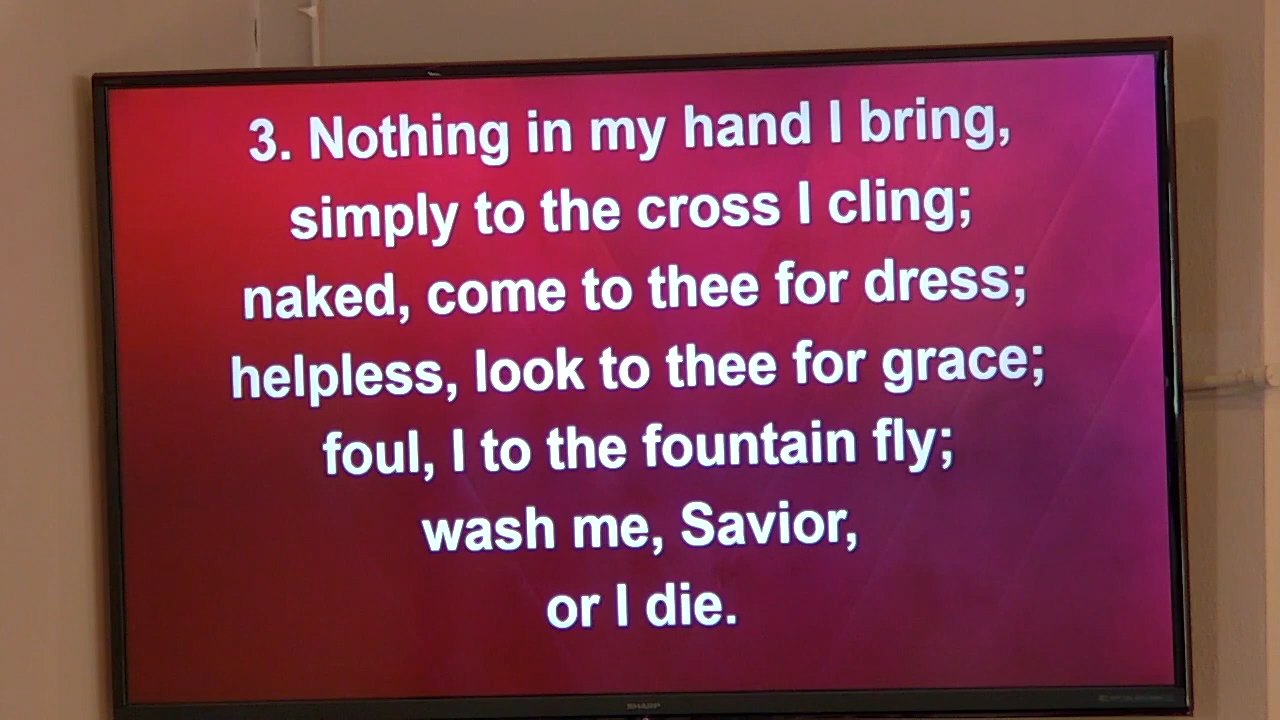 3. Nothing in my hand I bring,
simply to the cross I cling;
naked, come to thee for dress;
helpless, look to thee for grace;
foul, I to the fountain fly;
wash me, Savior,
or I die.
SHARP